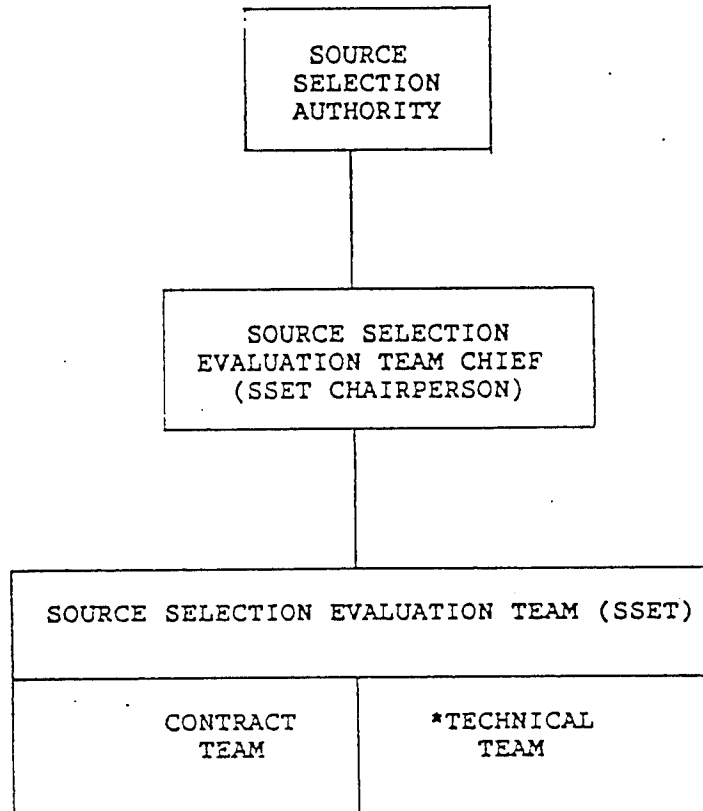 SOURCE
SELECTION
AUTHORITY
SOURCE SELECTION
EVALUATION TEAM CHIEF
(SSET CHAIRPERSON)
SOURCE SELECTION EVALUATION TEAM (SSET)
CONTRACT
TEAM
*TECHNICAL
TEAM